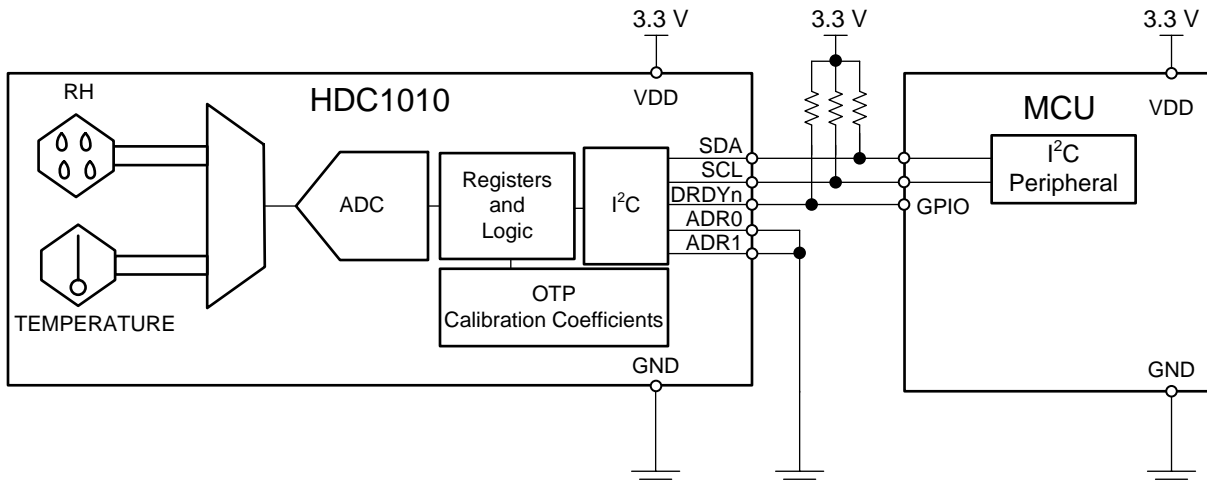 3.3 V
3.3 V
3.3 V
RH
HDC1010
VDD
MCU
VDD
SDA
SCL
DRDYn
ADR0
ADR1
ADC
Registers
and
Logic
I²C
I²C
Peripheral
GPIO
OTP
Calibration Coefficients
TEMPERATURE
GND
GND